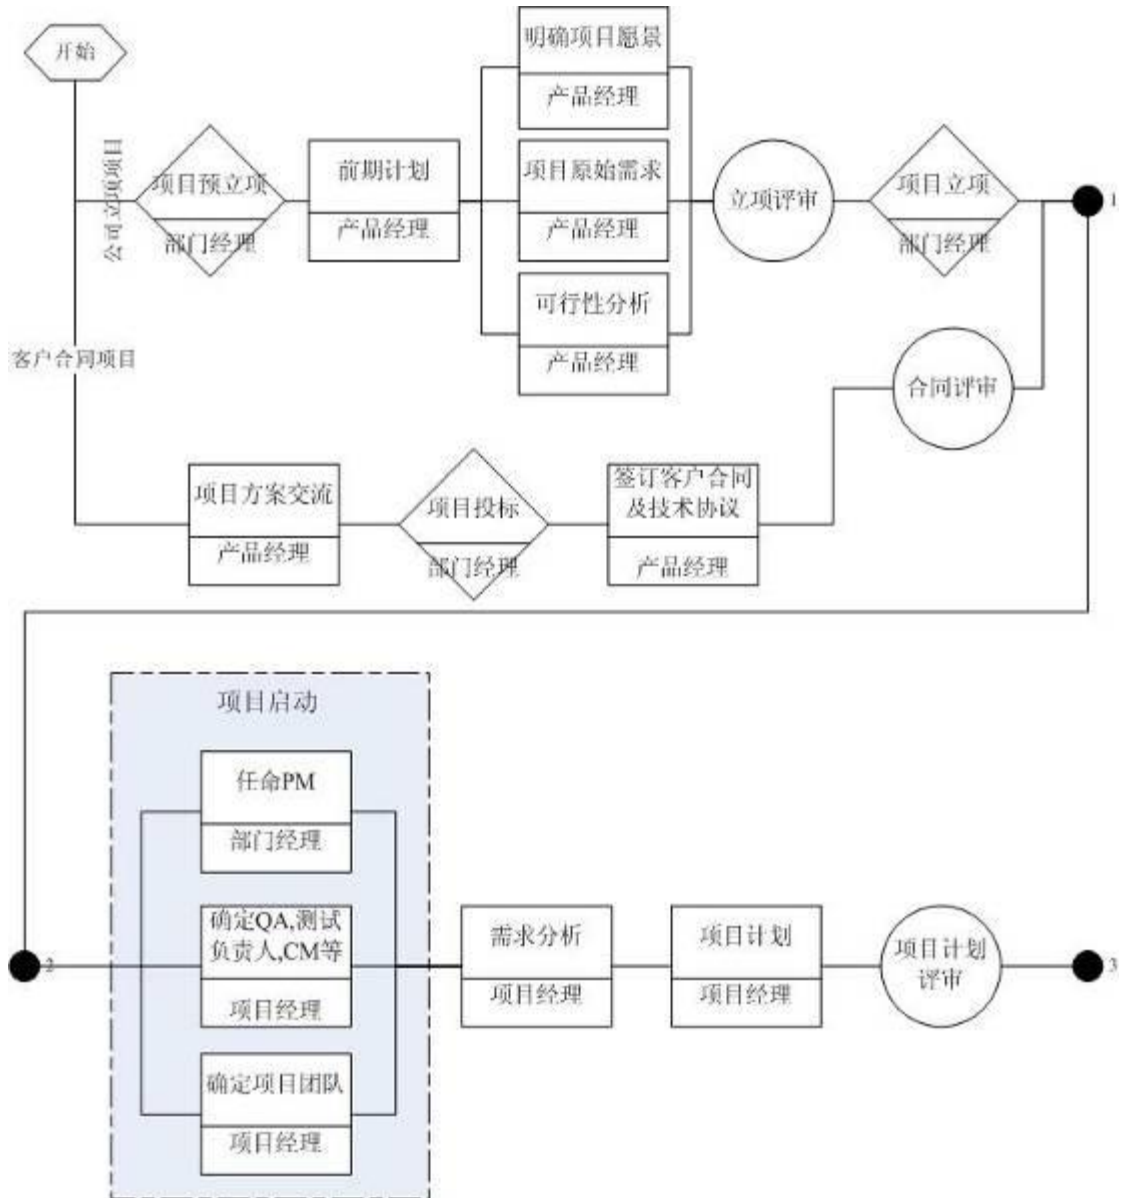 开始
公司立项项目
项目预立项
部门经理
前期计划
产品经理
明确项目愿景
产品经理
项目原始需求
产品经理
可行性分析
产品经理
立项评审
项目立项
部门经理
1
客户合同项目
项目方案交流
产品经理
项目投标
部门经理
签订客户合同
及技术协议
产品经理
合同评审
项目启动
任命PM
部门经理
2
确定QA,测试
负责人,CM等
项目经理
确定项目团队
项目经理
需求分析
项目经理
项目计划
项目经理
项目计划
评审
3